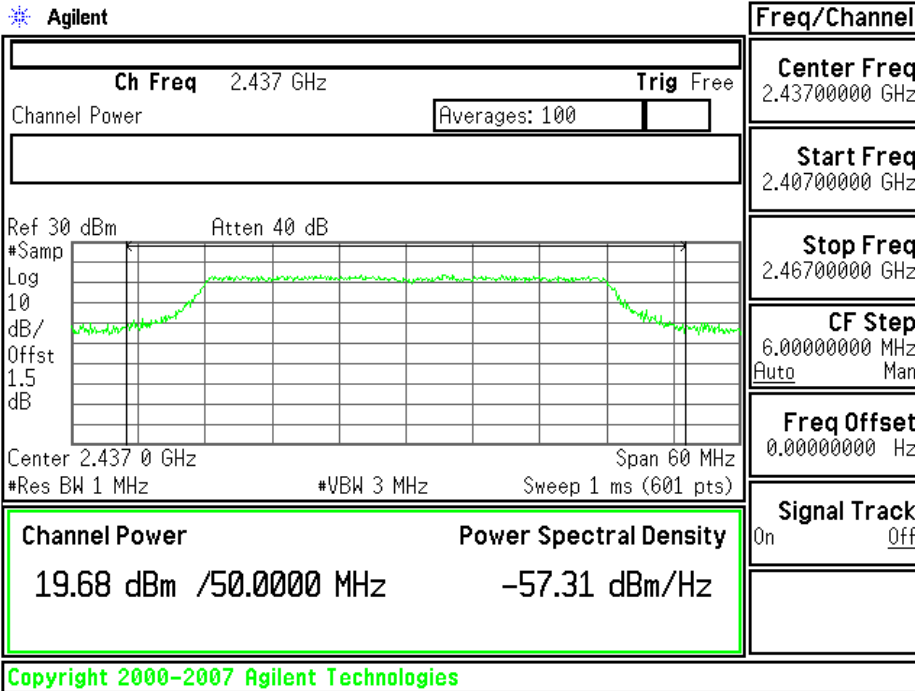 Agilent
Freq/Channel
Ch Freq 2.437 GHz Trig Free
Channel Power
Averages: 100
Ref 30 dBm Atten 40 dB
#Samp
Log
10
dB/
Offst
1.5
dB
Center 2.437 0 GHz Span 60 MHz
#Res BW 1 MHz #VBW 3 MHz Sweep 1 ms (601 pts)
Channel Power Power Spectral Density
19.68 dBm /50.0000 MHz -57.31 dBm/Hz
Center Freq
2.43700000 GHz
Start Freq
2.40700000 GHz
Stop Freq
2.46700000 GHz
CF Step
6.00000000 MHz
Auto Man
Freq Offset
0.00000000 Hz
Signal Track
On Off
Copyright 2000-2007 Agilent Technologies